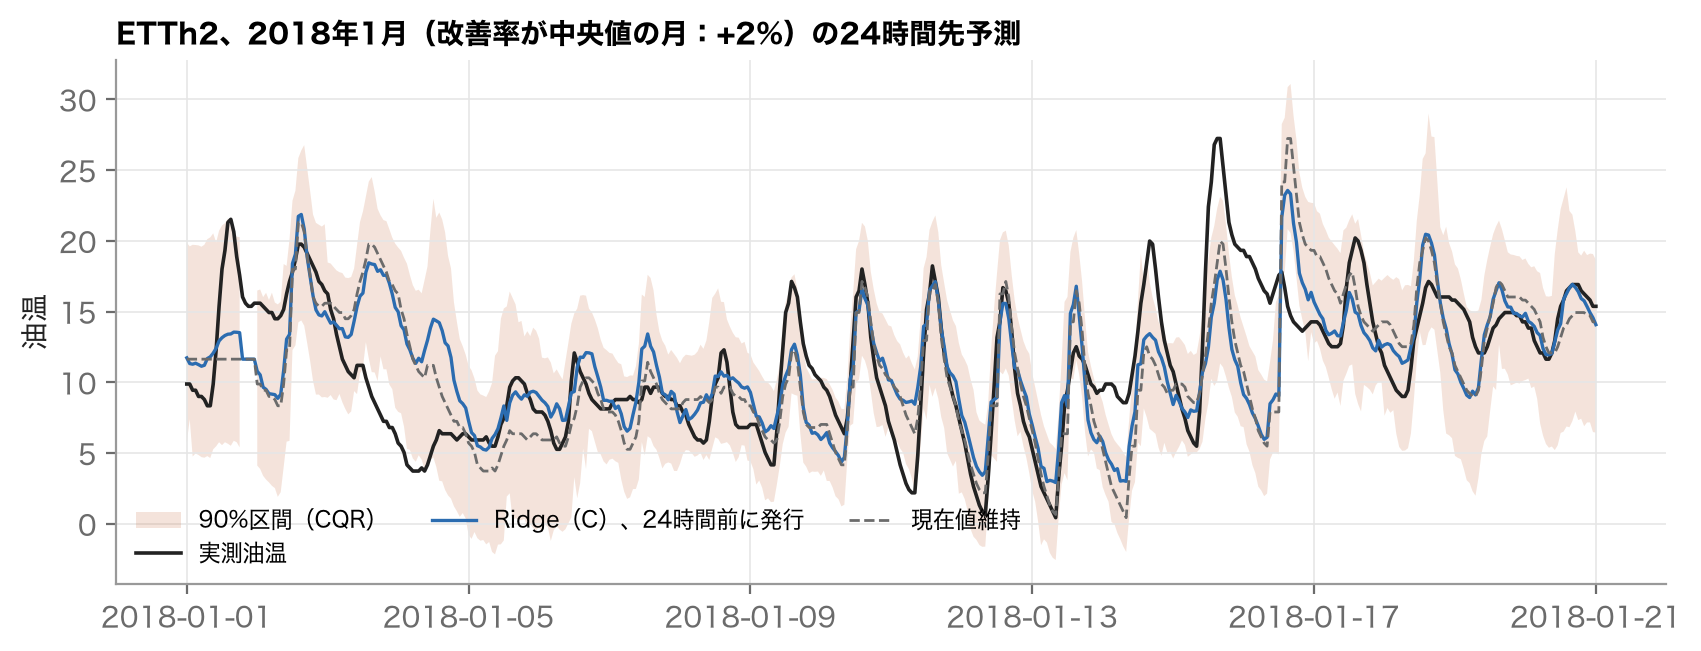 ETTh2、2018年1月（改善率が中央値の月：+2%）の24時間先予測
油温
30
25
20
15
10
5
0
90%区間（CQR）
Ridge（C）、24時間前に発行
現在値維持
実測油温
2018-01-01
2018-01-05
2018-01-09
2018-01-13
2018-01-17
2018-01-21